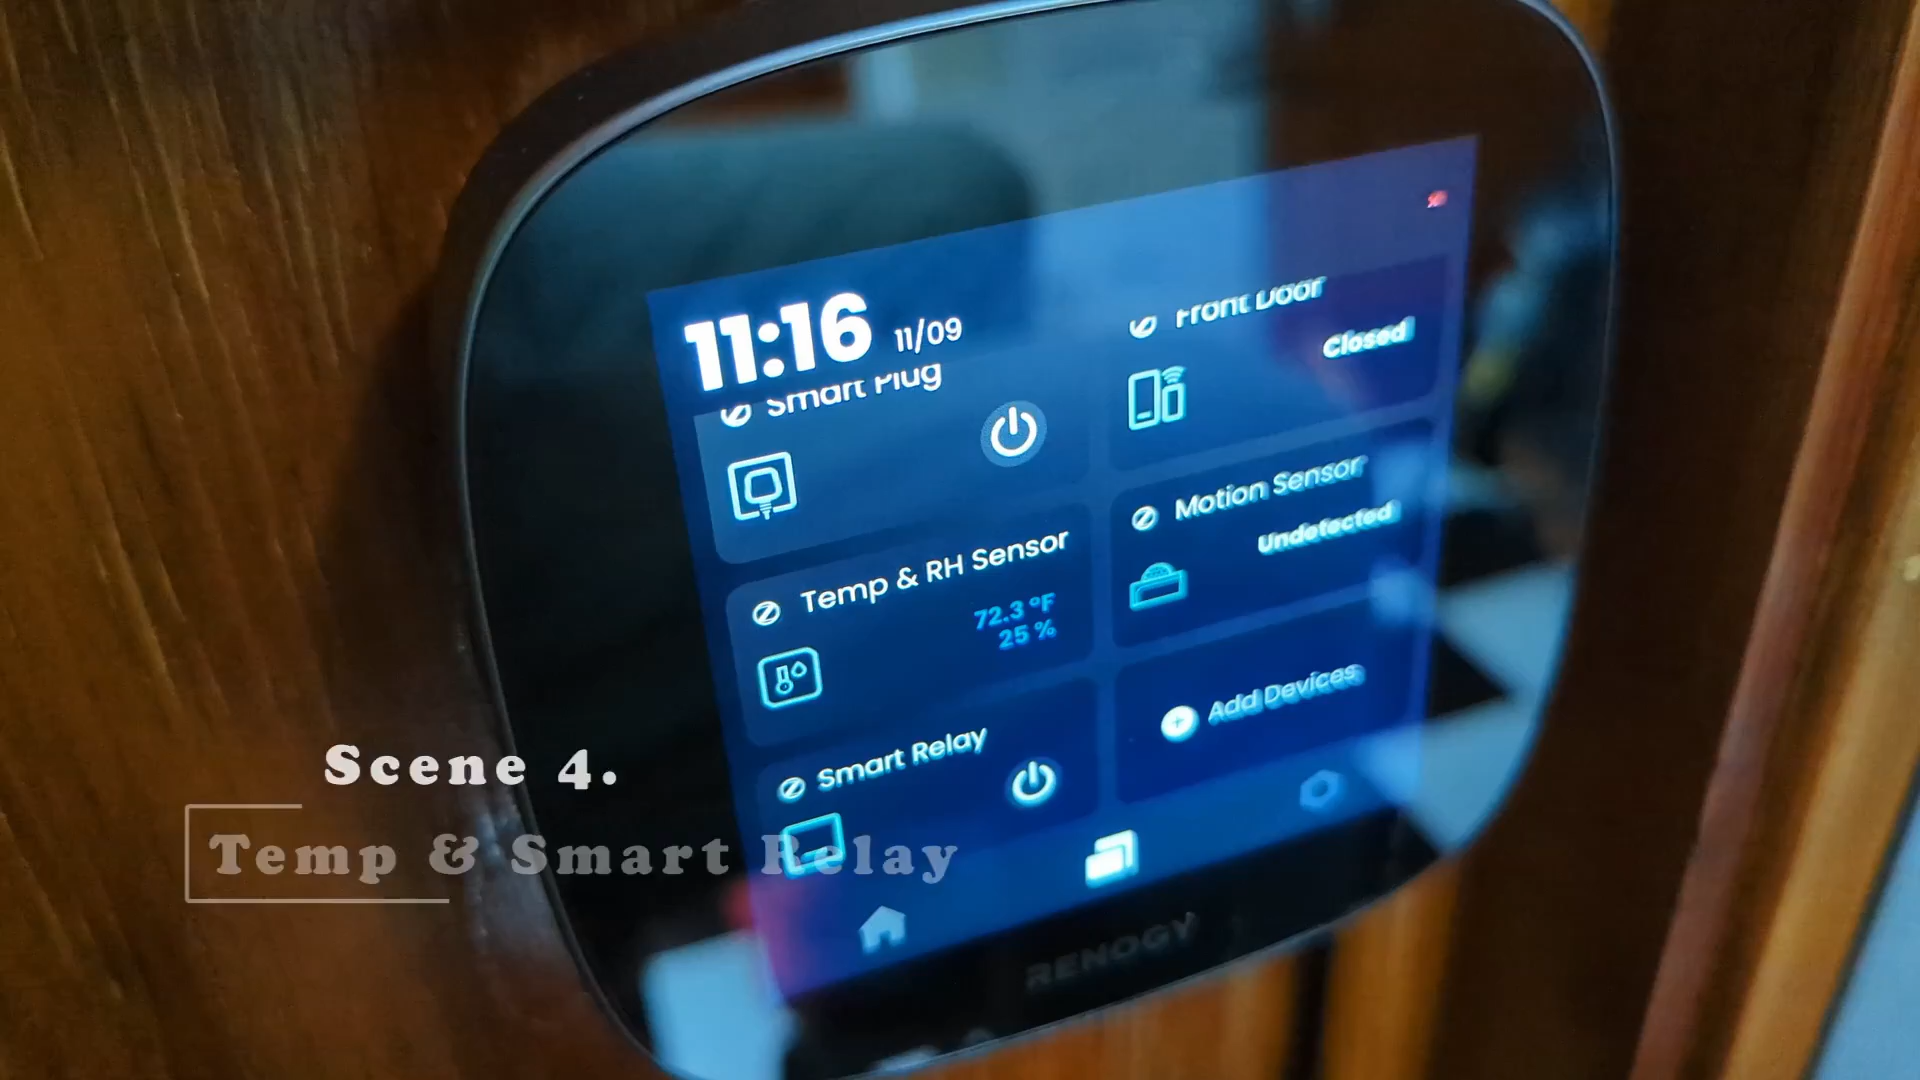 11:16 11/09
Smart Plug
Front Door
Closed
Temp & RH Sensor
72.3 °F
25 %
Motion Sensor
Undetected
Smart Relay
Add Devices
RENOGY
Scene 4.
Temp & Smart Relay